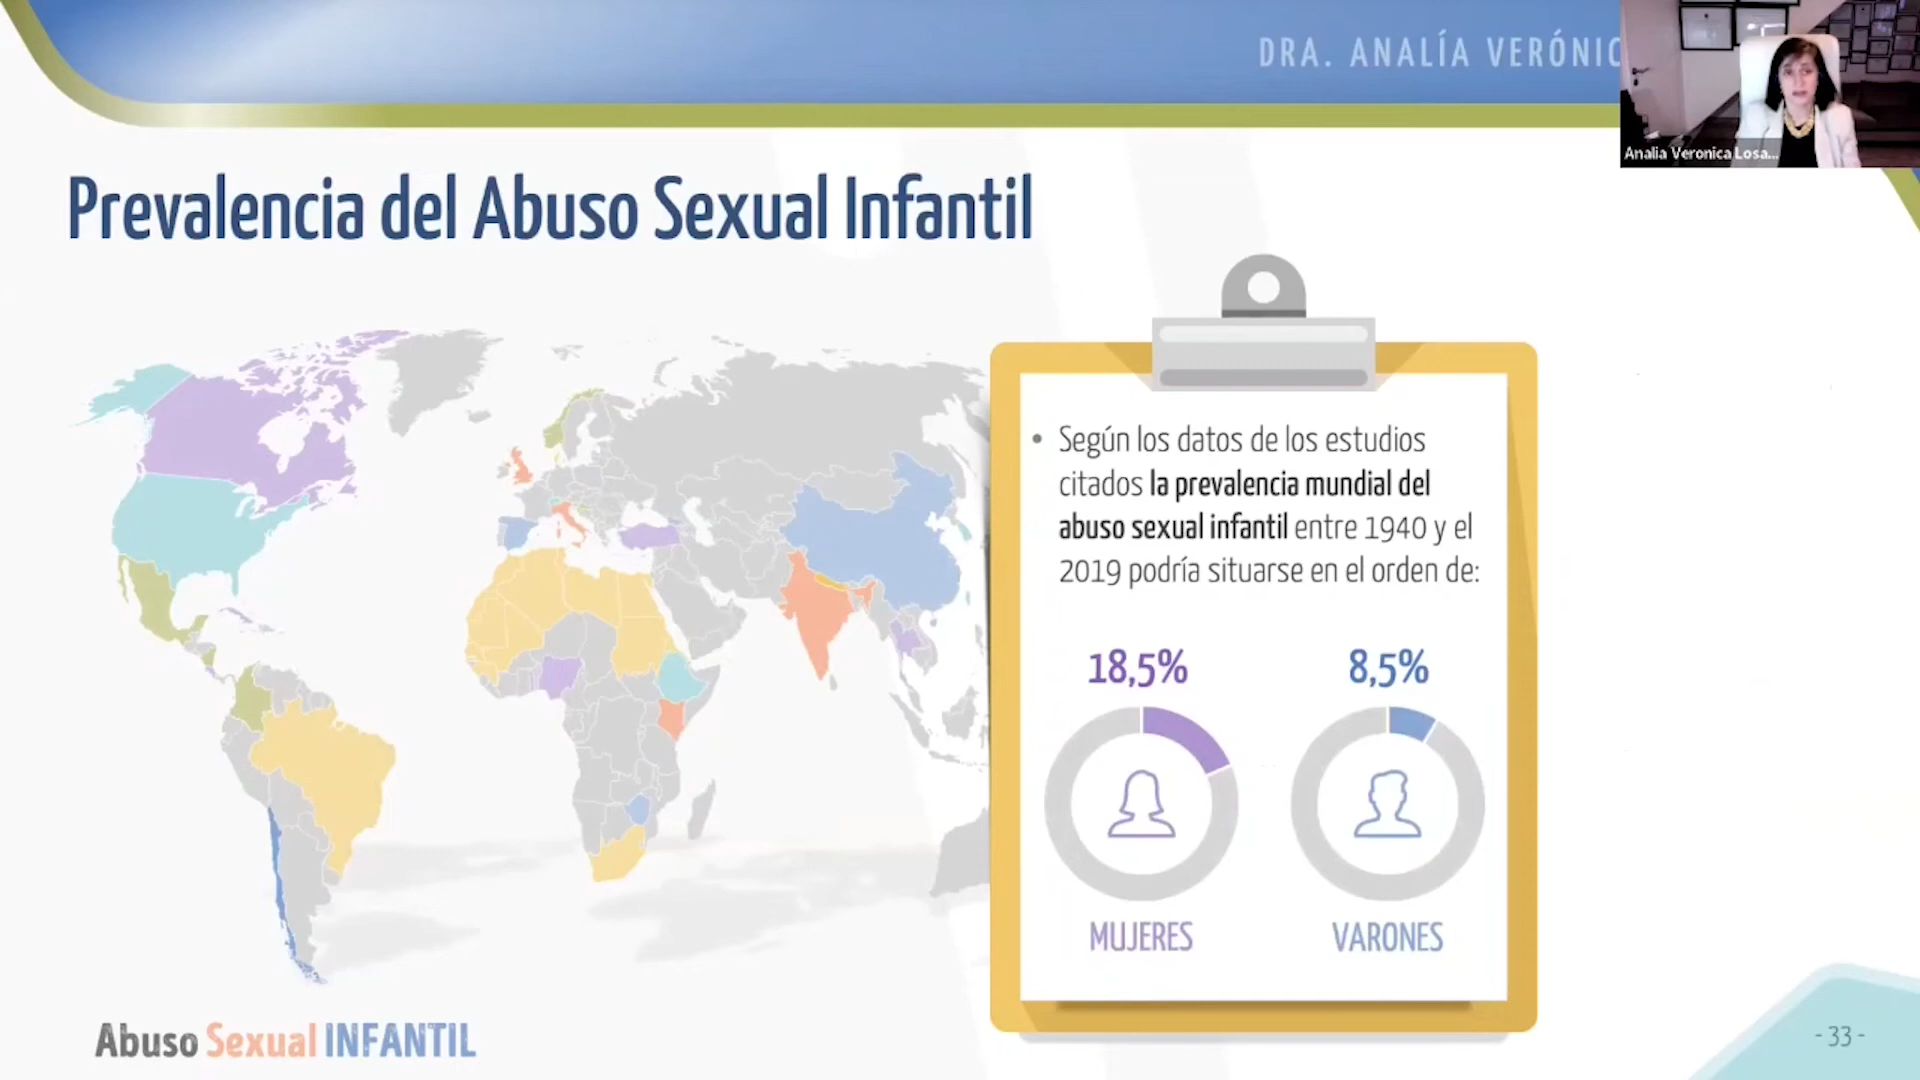 DRA. ANALÍA VERÓNIC
Analia Veronica Losa...
Prevalencia del Abuso Sexual Infantil
• Según los datos de los estudios
citados la prevalencia mundial del
abuso sexual infantil entre 1940 y el
2019 podría situarse en el orden de:
18,5% 8,5%
MUJERES VARONES
Abuso Sexual INFANTIL
- 33 -